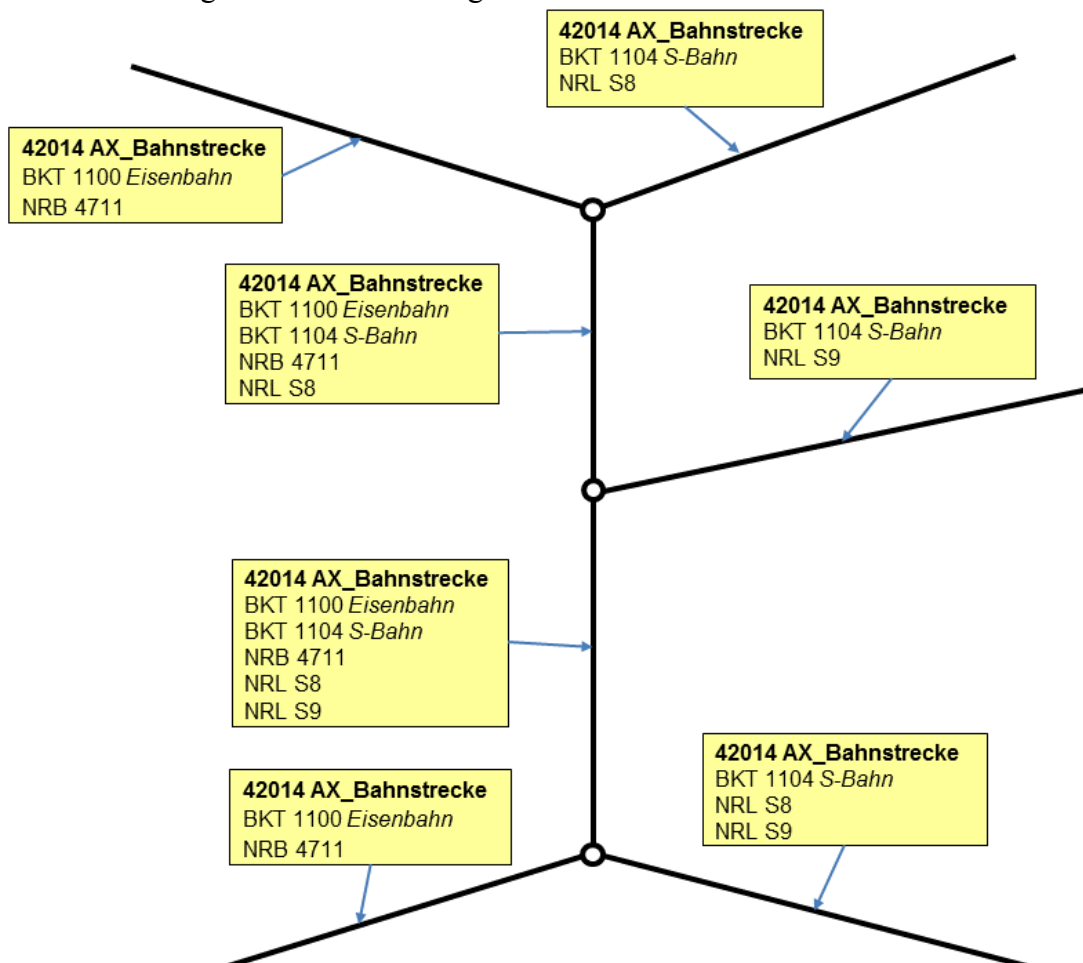 42014 AX_Bahnstrecke
BKT 1104 S-Bahn
NRL S8
42014 AX_Bahnstrecke
BKT 1100 Eisenbahn
NRB 4711
42014 AX_Bahnstrecke
BKT 1100 Eisenbahn
BKT 1104 S-Bahn
NRB 4711
NRL S8
42014 AX_Bahnstrecke
BKT 1104 S-Bahn
NRL S9
42014 AX_Bahnstrecke
BKT 1100 Eisenbahn
BKT 1104 S-Bahn
NRB 4711
NRL S8
NRL S9
42014 AX_Bahnstrecke
BKT 1104 S-Bahn
NRL S8
NRL S9
42014 AX_Bahnstrecke
BKT 1100 Eisenbahn
NRB 4711